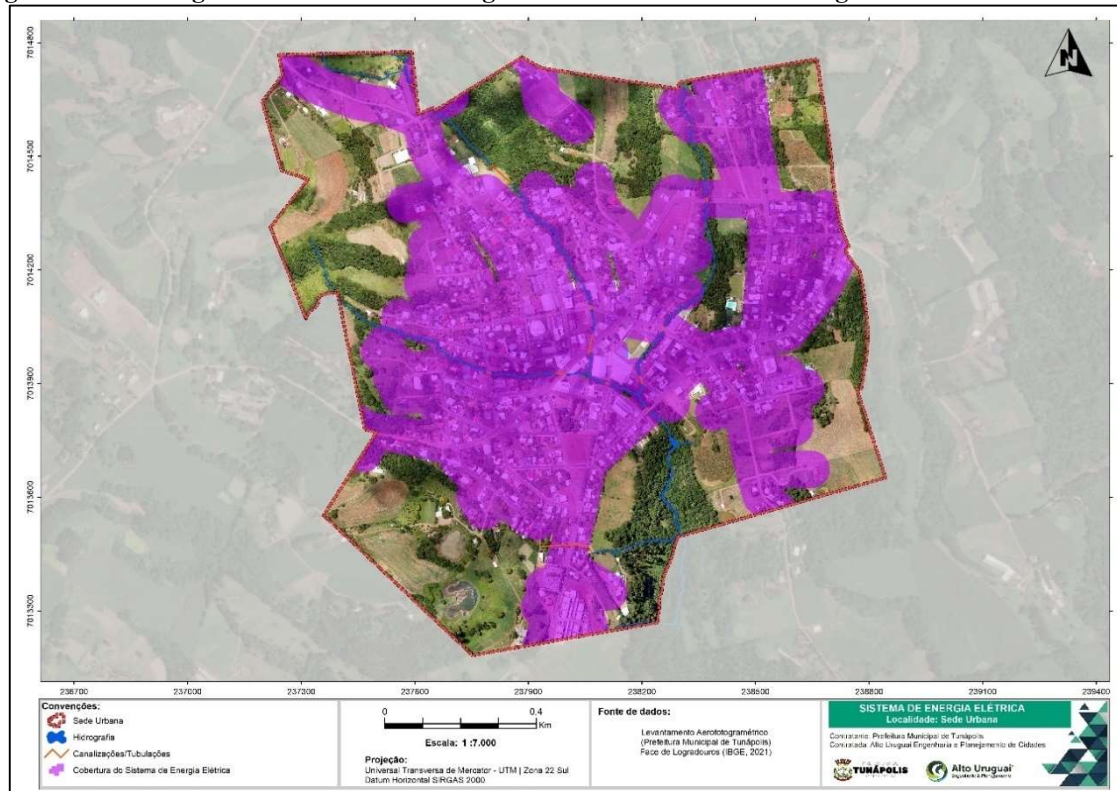 N
7014800
7014500
7014200
7013900
7013600
7013300
236700 237000 237300 237600 237900 238200 238500 238800 239100 239400
Convenções:
Sede Urbana
Hidrografia
Canalizações/Tubulações
Cobertura do Sistema de Energia Elétrica
0 0.4
Km
Escala: 1 :7.000
Projeção:
Universal Transversa de Mercator - UTM | Zona 22 Sul
Datum Horizontal SIRGAS 2000
Fonte de dados:
Levantamento Aerofotogramétrico
(Prefeitura Municipal de Tunápolis)
Face de Logradouros (IBGE, 2021)
SISTEMA DE ENERGIA ELÉTRICA
Localidade: Sede Urbana
Contratante: Prefeitura Municipal de Tunápolis
Contratada: Alto Uruguai Engenharia e Planejamento de Cidades
TUNÁPOLIS
Alto Uruguai
Engenharia & Planejamento